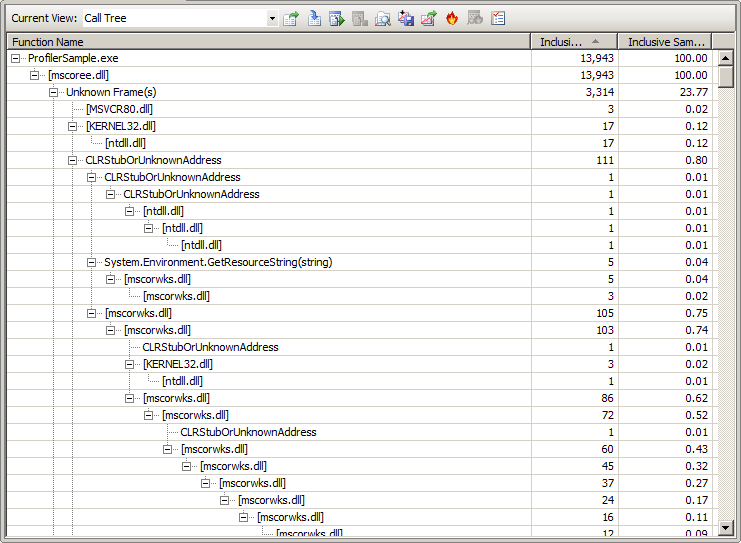 Current View: Call Tree
Function Name Inclusi... Inclusive Sam...
ProfilerSample.exe 13,943 100.00
[mscoree.dll] 13,943 100.00
Unknown Frame(s) 3,314 23.77
[MSVCR80.dll] 3 0.02
[KERNEL32.dll] 17 0.12
[ntdll.dll] 17 0.12
CLRStubOrUnknownAddress 111 0.80
CLRStubOrUnknownAddress 1 0.01
CLRStubOrUnknownAddress 1 0.01
[ntdll.dll] 1 0.01
[ntdll.dll] 1 0.01
[ntdll.dll] 1 0.01
System.Environment.GetResourceString(string) 5 0.04
[mscorwks.dll] 5 0.04
[mscorwks.dll] 3 0.02
[mscorwks.dll] 105 0.75
[mscorwks.dll] 103 0.74
CLRStubOrUnknownAddress 1 0.01
[KERNEL32.dll] 3 0.02
[ntdll.dll] 1 0.01
[mscorwks.dll] 86 0.62
[mscorwks.dll] 72 0.52
CLRStubOrUnknownAddress 1 0.01
[mscorwks.dll] 60 0.43
[mscorwks.dll] 45 0.32
[mscorwks.dll] 37 0.27
[mscorwks.dll] 24 0.17
[mscorwks.dll] 16 0.11
[mscorwks.dll] 12 0.09